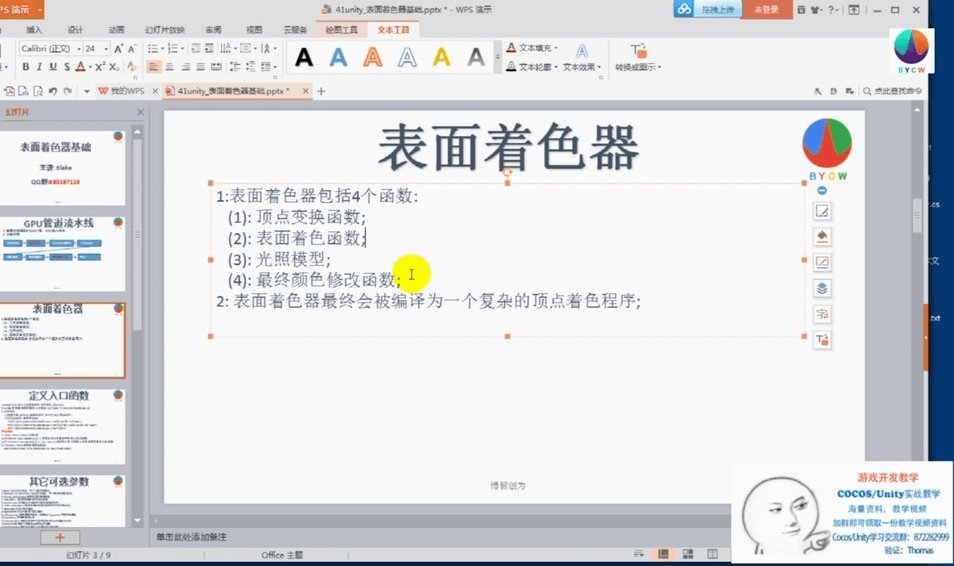 PS 演示
41unity_表面着色器基础.pptx * - WPS 演示
拖拽上传
未登录
插入 设计 动画 幻灯片放映 审阅 视图 云服务 绘图工具 文本工具
Calibri (正文) 24
文本填充
文本轮廓 文本效果
转换成图示
我的WPS
41unity_表面着色器基础.pptx *
点此查找命令
幻灯片
表面着色器基础
主讲: Blake
GPU管道流水线
表面着色器
定义入口函数
其它可选参数
表面着色器
BYCW
1:表面着色器包括4个函数:
(1): 顶点变换函数;
(2): 表面着色函数;
(3): 光照模型;
(4): 最终颜色修改函数;
2: 表面着色器最终会被编译为一个复杂的顶点着色程序;
博毅创为
单击此处添加备注
幻灯片 3 / 9
Office 主题
BYCW
.cs
.txt
游戏开发教学
COCOS/Unity实战教学
海量资料，教学视频
加群即可领取一份教学视频资料
Cocos/Unity学习交流群：872282999
验证：Thomas